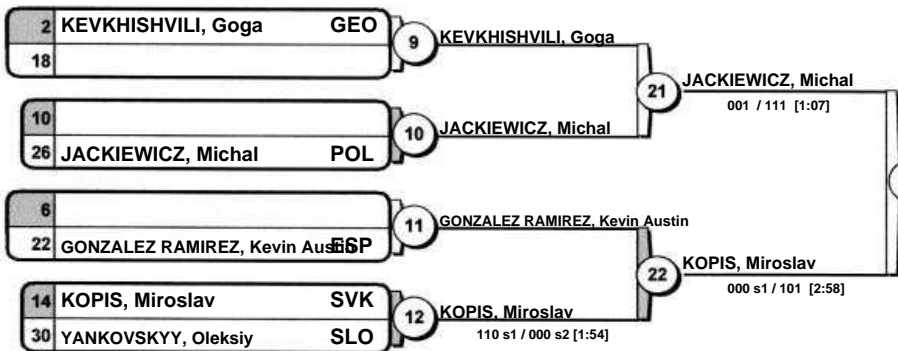 2 KEVKHISHVILI, Goga GEO
18
9
KEVKHISHVILI, Goga
10
26 JACKIEWICZ, Michal POL
10
JACKIEWICZ, Michal
21
JACKIEWICZ, Michal
001 / 111 [1:07]
6
22 GONZALEZ RAMIREZ, Kevin Austin ESP
11
GONZALEZ RAMIREZ, Kevin Austin
14 KOPIS, Miroslav SVK
30 YANKOVSKYY, Oleksiy SLO
12
KOPIS, Miroslav
110 s1 / 000 s2 [1:54]
22
KOPIS, Miroslav
000 s1 / 101 [2:58]